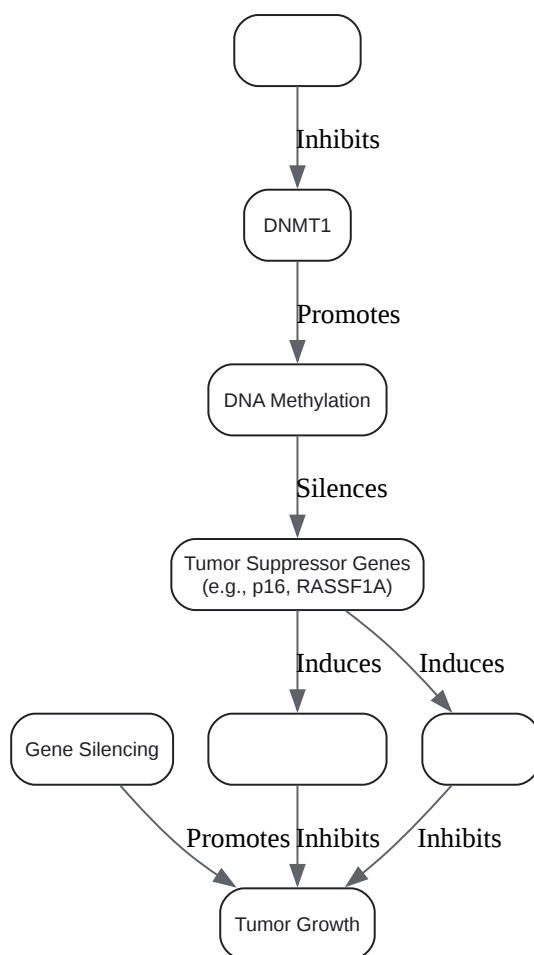 Inhibits
DNMT1
Promotes
DNA Methylation
Silences
Tumor Suppressor Genes
(e.g., p16, RASSF1A)
Induces
Induces
Gene Silencing
Promotes
Inhibits
Inhibits
Tumor Growth